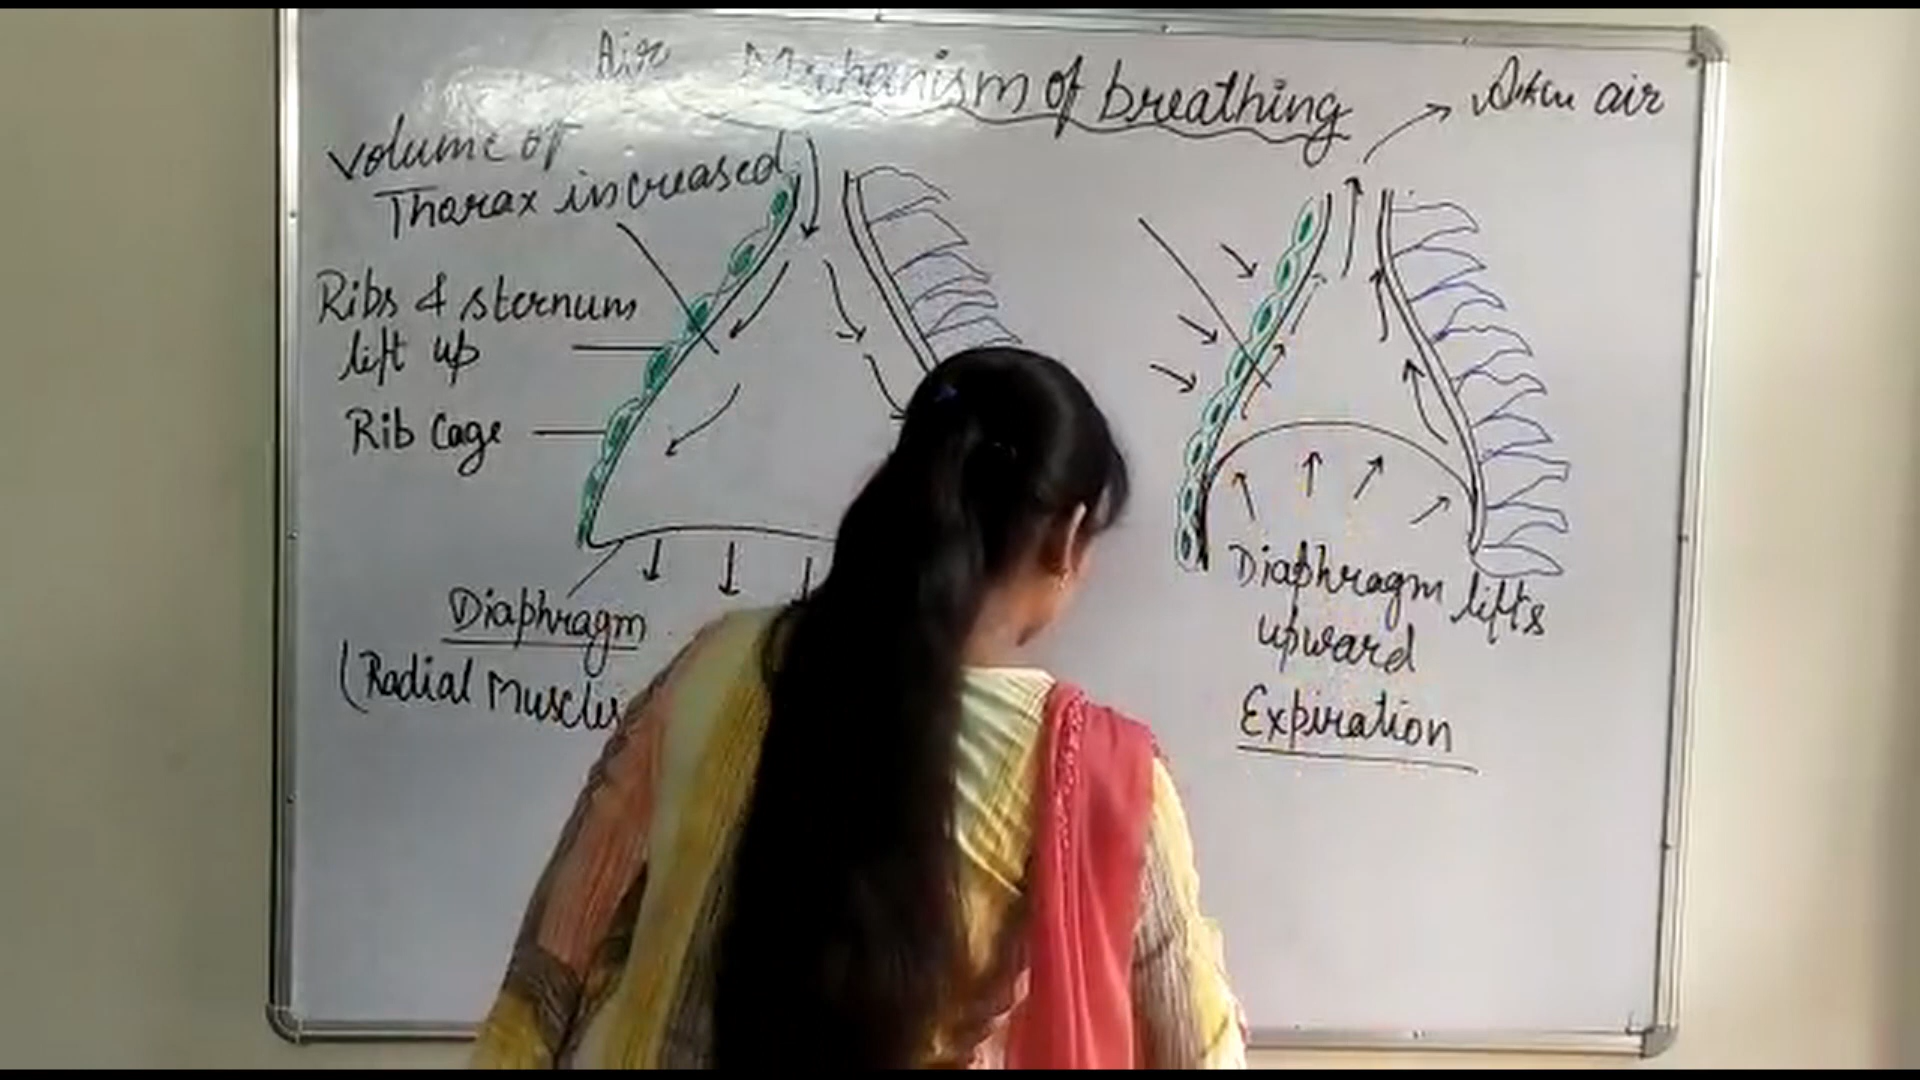 Air
Mechanism of breathing
air
Volume of
Thorax increased
Ribs & sternum
lift up
Rib Cage
Diaphragm
(Radial Muscles
Diaphragm lifts
upward
Expiration